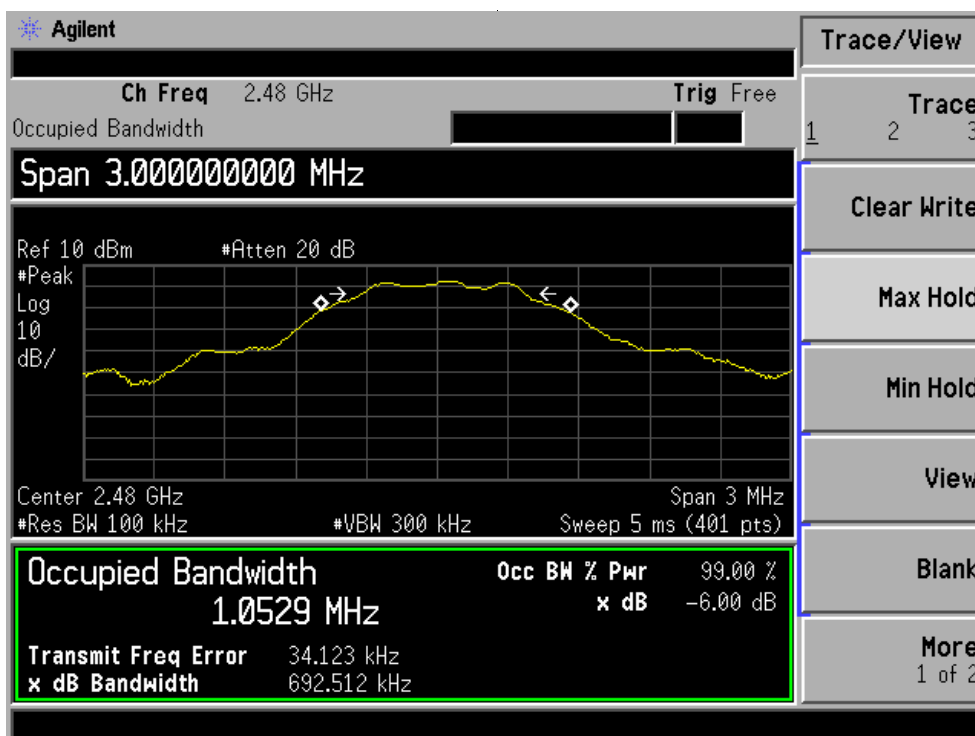 Agilent
Ch Freq 2.48 GHz Trig Free
Occupied Bandwidth
Span 3.000000000 MHz
Ref 10 dBm #Atten 20 dB
#Peak
Log
10
dB/
Center 2.48 GHz Span 3 MHz
#Res BW 100 kHz #VBW 300 kHz Sweep 5 ms (401 pts)
Occupied Bandwidth
1.0529 MHz
Occ BW % Pwr 99.00 %
x dB -6.00 dB
Transmit Freq Error 34.123 kHz
x dB Bandwidth 692.512 kHz
Trace/View
Trace
1 2 3
Clear Write
Max Hold
Min Hold
View
Blank
More
1 of 2